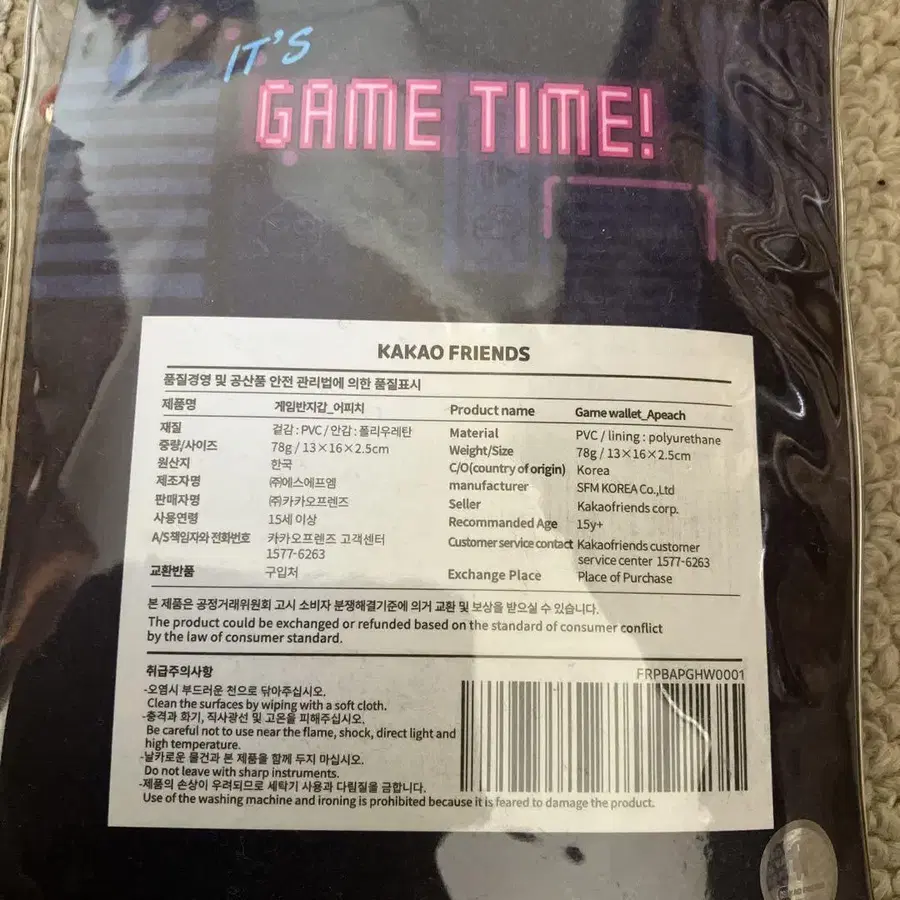 IT'S
GAME TIME!
KAKAO FRIENDS
품질경영 및 공산품 안전 관리법에 의한 품질표시
제품명 게임반지갑_어피치 Product name Game wallet_Apeach
재질 겉감 : PVC / 안감 : 폴리우레탄 Material PVC / lining : polyurethane
중량/사이즈 78g / 13×16×2.5cm Weight/Size 78g / 13×16×2.5cm
원산지 한국 C/O(country of origin) Korea
제조자명 ㈜에스에프엠 manufacturer SFM KOREA Co.,Ltd
판매자명 ㈜카카오프렌즈 Seller Kakaofriends corp.
사용연령 15세 이상 Recommanded Age 15y+
A/S책임자와 전화번호 카카오프렌즈 고객센터 Customer service contact Kakaofriends customer
1577-6263 service center 1577-6263
교환반품 구입처 Exchange Place Place of Purchase
본 제품은 공정거래위원회 고시 소비자 분쟁해결기준에 의거 교환 및 보상을 받으실 수 있습니다.
The product could be exchanged or refunded based on the standard of consumer conflict
by the law of consumer standard.
취급주의사항 FRPBAPGHW0001
-오염시 부드러운 천으로 닦아주십시오.
Clean the surfaces by wiping with a soft cloth.
-충격과 화기, 직사광선 및 고온을 피해주십시오.
Be careful not to use near the flame, shock, direct light and
high temperature.
-날카로운 물건과 본 제품을 함께 두지 마십시오.
Do not leave with sharp instruments.
-제품의 손상이 우려되므로 세탁기 사용과 다림질을 금합니다.
Use of the washing machine and ironing is prohibited because it is feared to damage the product.
KAKAO FRIENDS